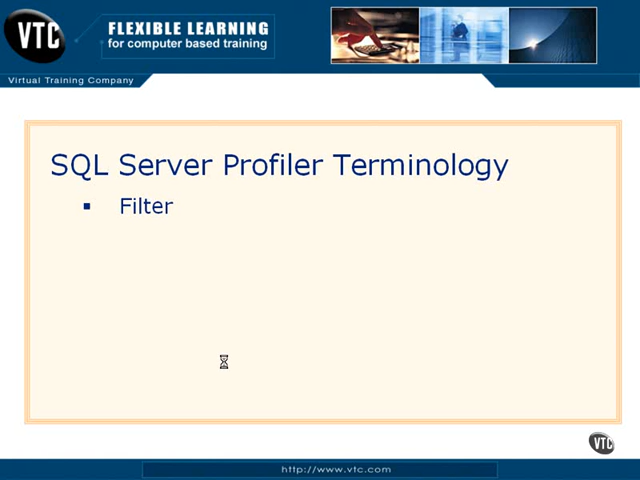 VTC
FLEXIBLE LEARNING
for computer based training
Virtual Training Company
SQL Server Profiler Terminology
▪ Filter
VTC
http://www.vtc.com